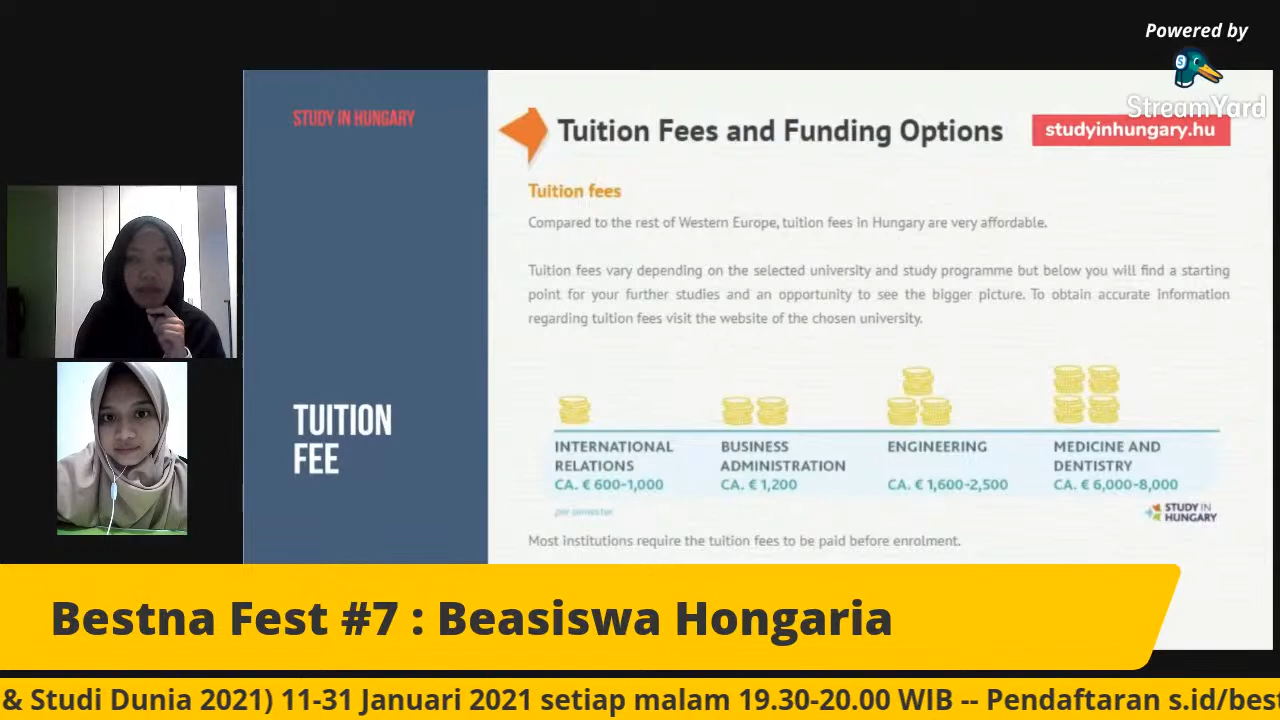 Powered by
StreamYard
STUDY IN HUNGARY
Tuition Fees and Funding Options
studyinhungary.hu
Tuition fees
Compared to the rest of Western Europe, tuition fees in Hungary are very affordable.
Tuition fees vary depending on the selected university and study programme but below you will find a starting
point for your further studies and an opportunity to see the bigger picture. To obtain accurate information
regarding tuition fees visit the website of the chosen university.
TUITION
FEE
INTERNATIONAL
RELATIONS
CA. € 600-1,000
BUSINESS
ADMINISTRATION
CA. € 1,200
ENGINEERING
CA. € 1,600-2,500
MEDICINE AND
DENTISTRY
CA. € 6,000-8,000
per semester
STUDY IN
HUNGARY
Most institutions require the tuition fees to be paid before enrolment.
Bestna Fest #7 : Beasiswa Hongaria
& Studi Dunia 2021) 11-31 Januari 2021 setiap malam 19.30-20.00 WIB -- Pendaftaran s.id/best